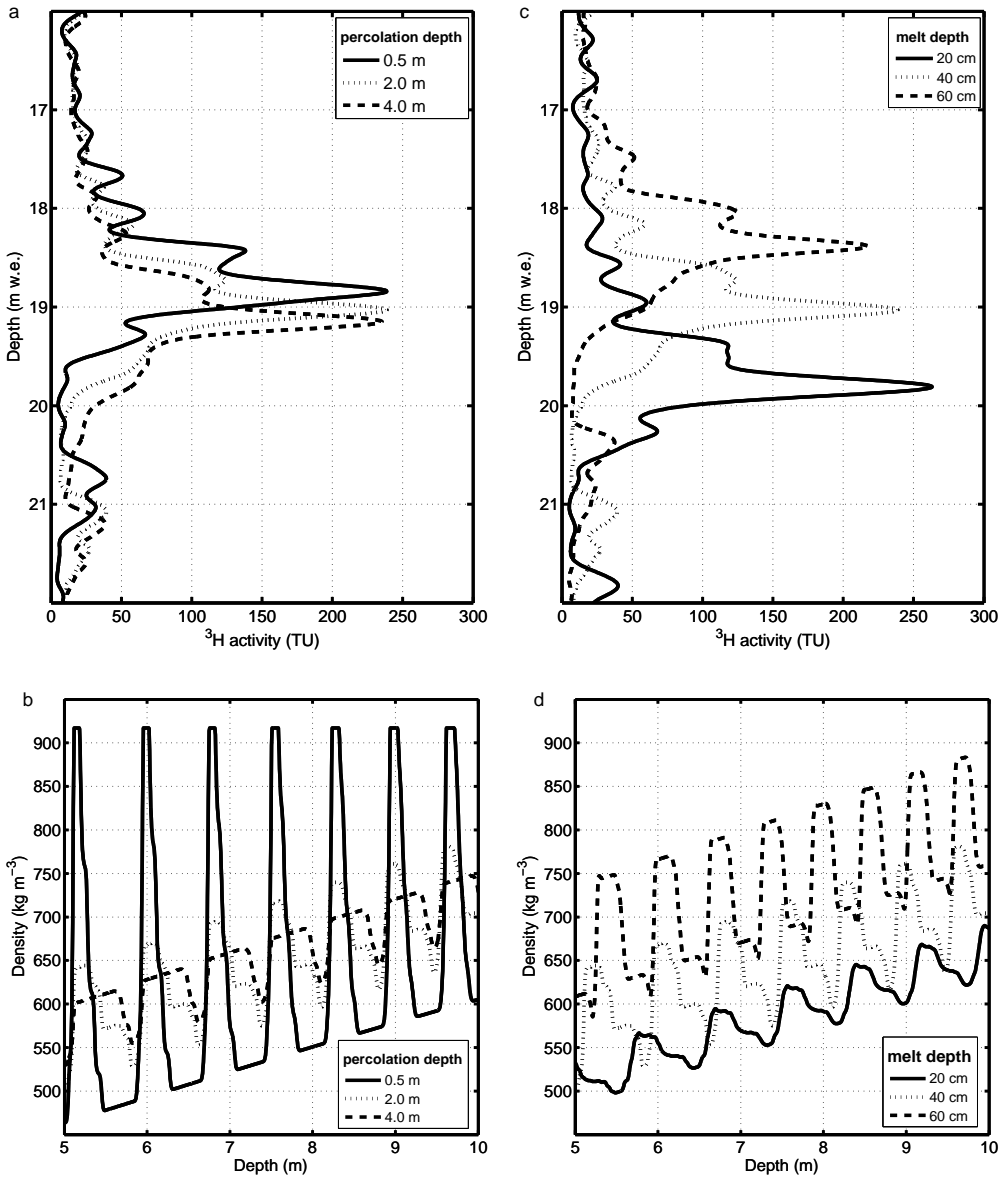 a
percolation depth
0.5 m
2.0 m
4.0 m
17
18
19
20
21
Depth (m w.e.)
0 50 100 150 200 250 300
³H activity (TU)
c
melt depth
20 cm
40 cm
60 cm
17
18
19
20
21
Depth (m w.e.)
0 50 100 150 200 250 300
³H activity (TU)
b
900
850
800
750
700
650
600
550
500
Density (kg m⁻³)
percolation depth
0.5 m
2.0 m
4.0 m
5 6 7 8 9 10
Depth (m)
d
900
850
800
750
700
650
600
550
500
Density (kg m⁻³)
melt depth
20 cm
40 cm
60 cm
5 6 7 8 9 10
Depth (m)